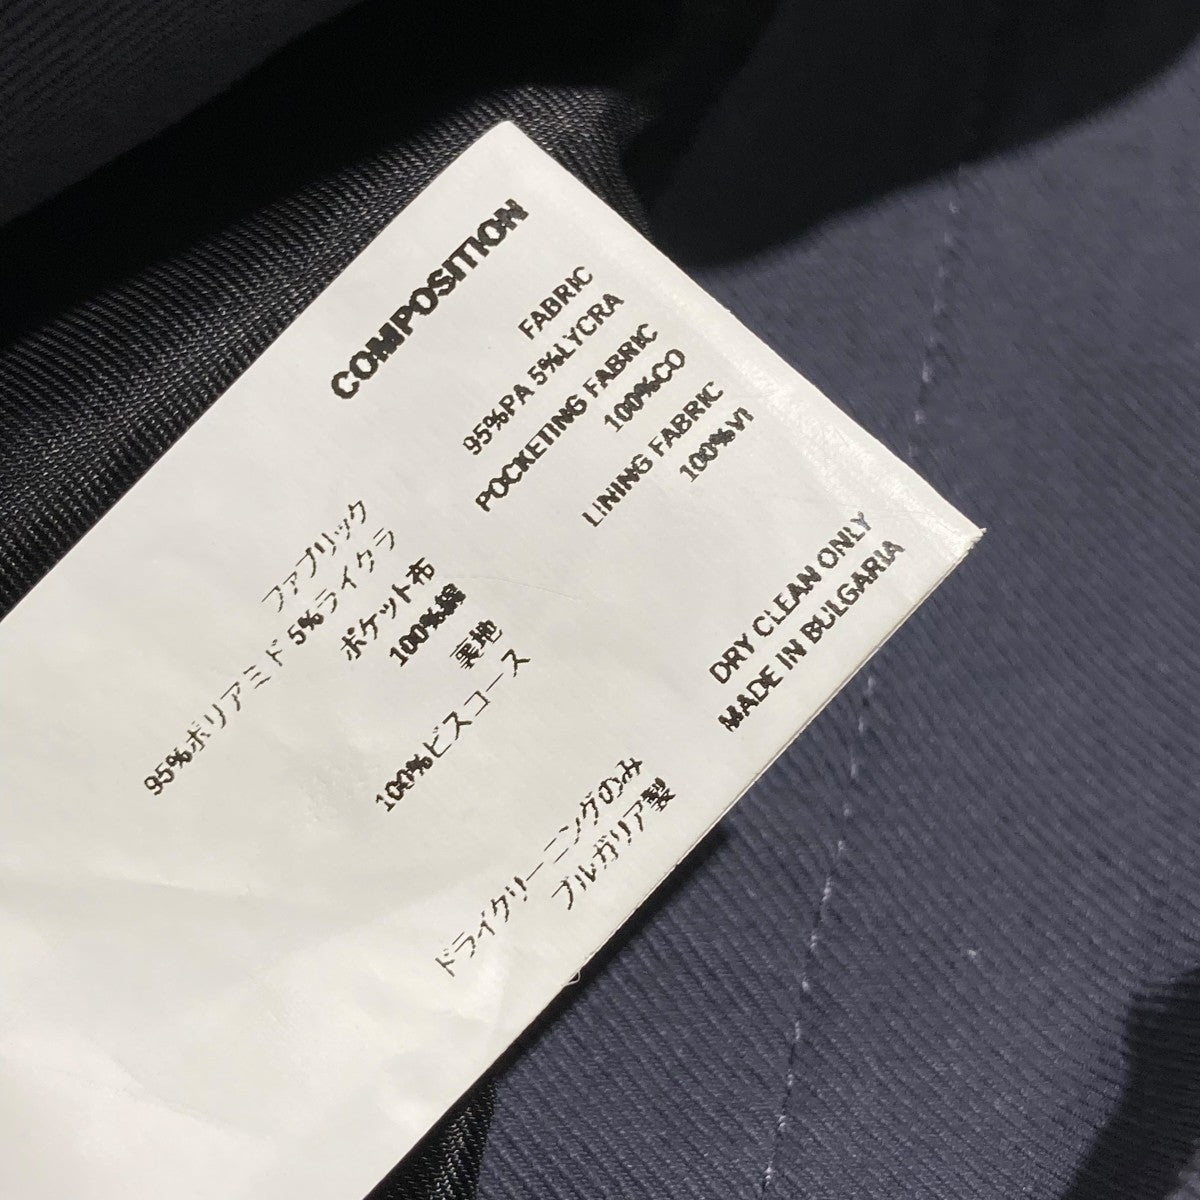 COMPOSITION
FABRIC
95%PA 5%LYCRA
POCKETING FABRIC
100%CO
LINING FABRIC
100%VI
DRY CLEAN ONLY
MADE IN BULGARIA
ファブリック
95%ポリアミド 5%ライクラ
ポケット布
100%綿
裏地
100%ビスコース
ドライクリーニングのみ
ブルガリア製